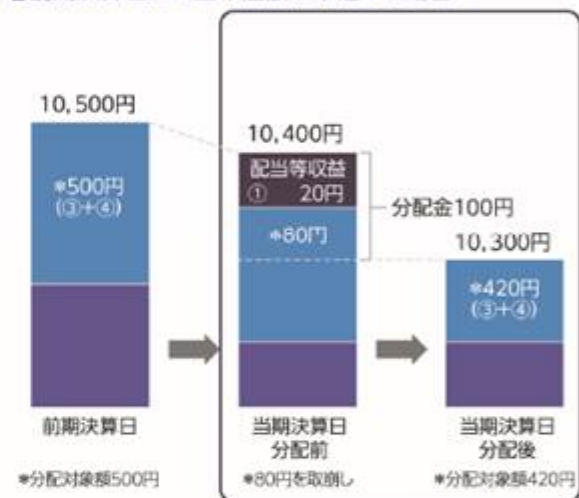 10,500円
*500円
(③+④)
前期決算日
*分配対象額500円
10,400円
配当等収益
① 20円
*80円
分配金100円
当期決算日
分配前
*80円を取崩し
10,300円
*420円
(③+④)
当期決算日
分配後
*分配対象額420円